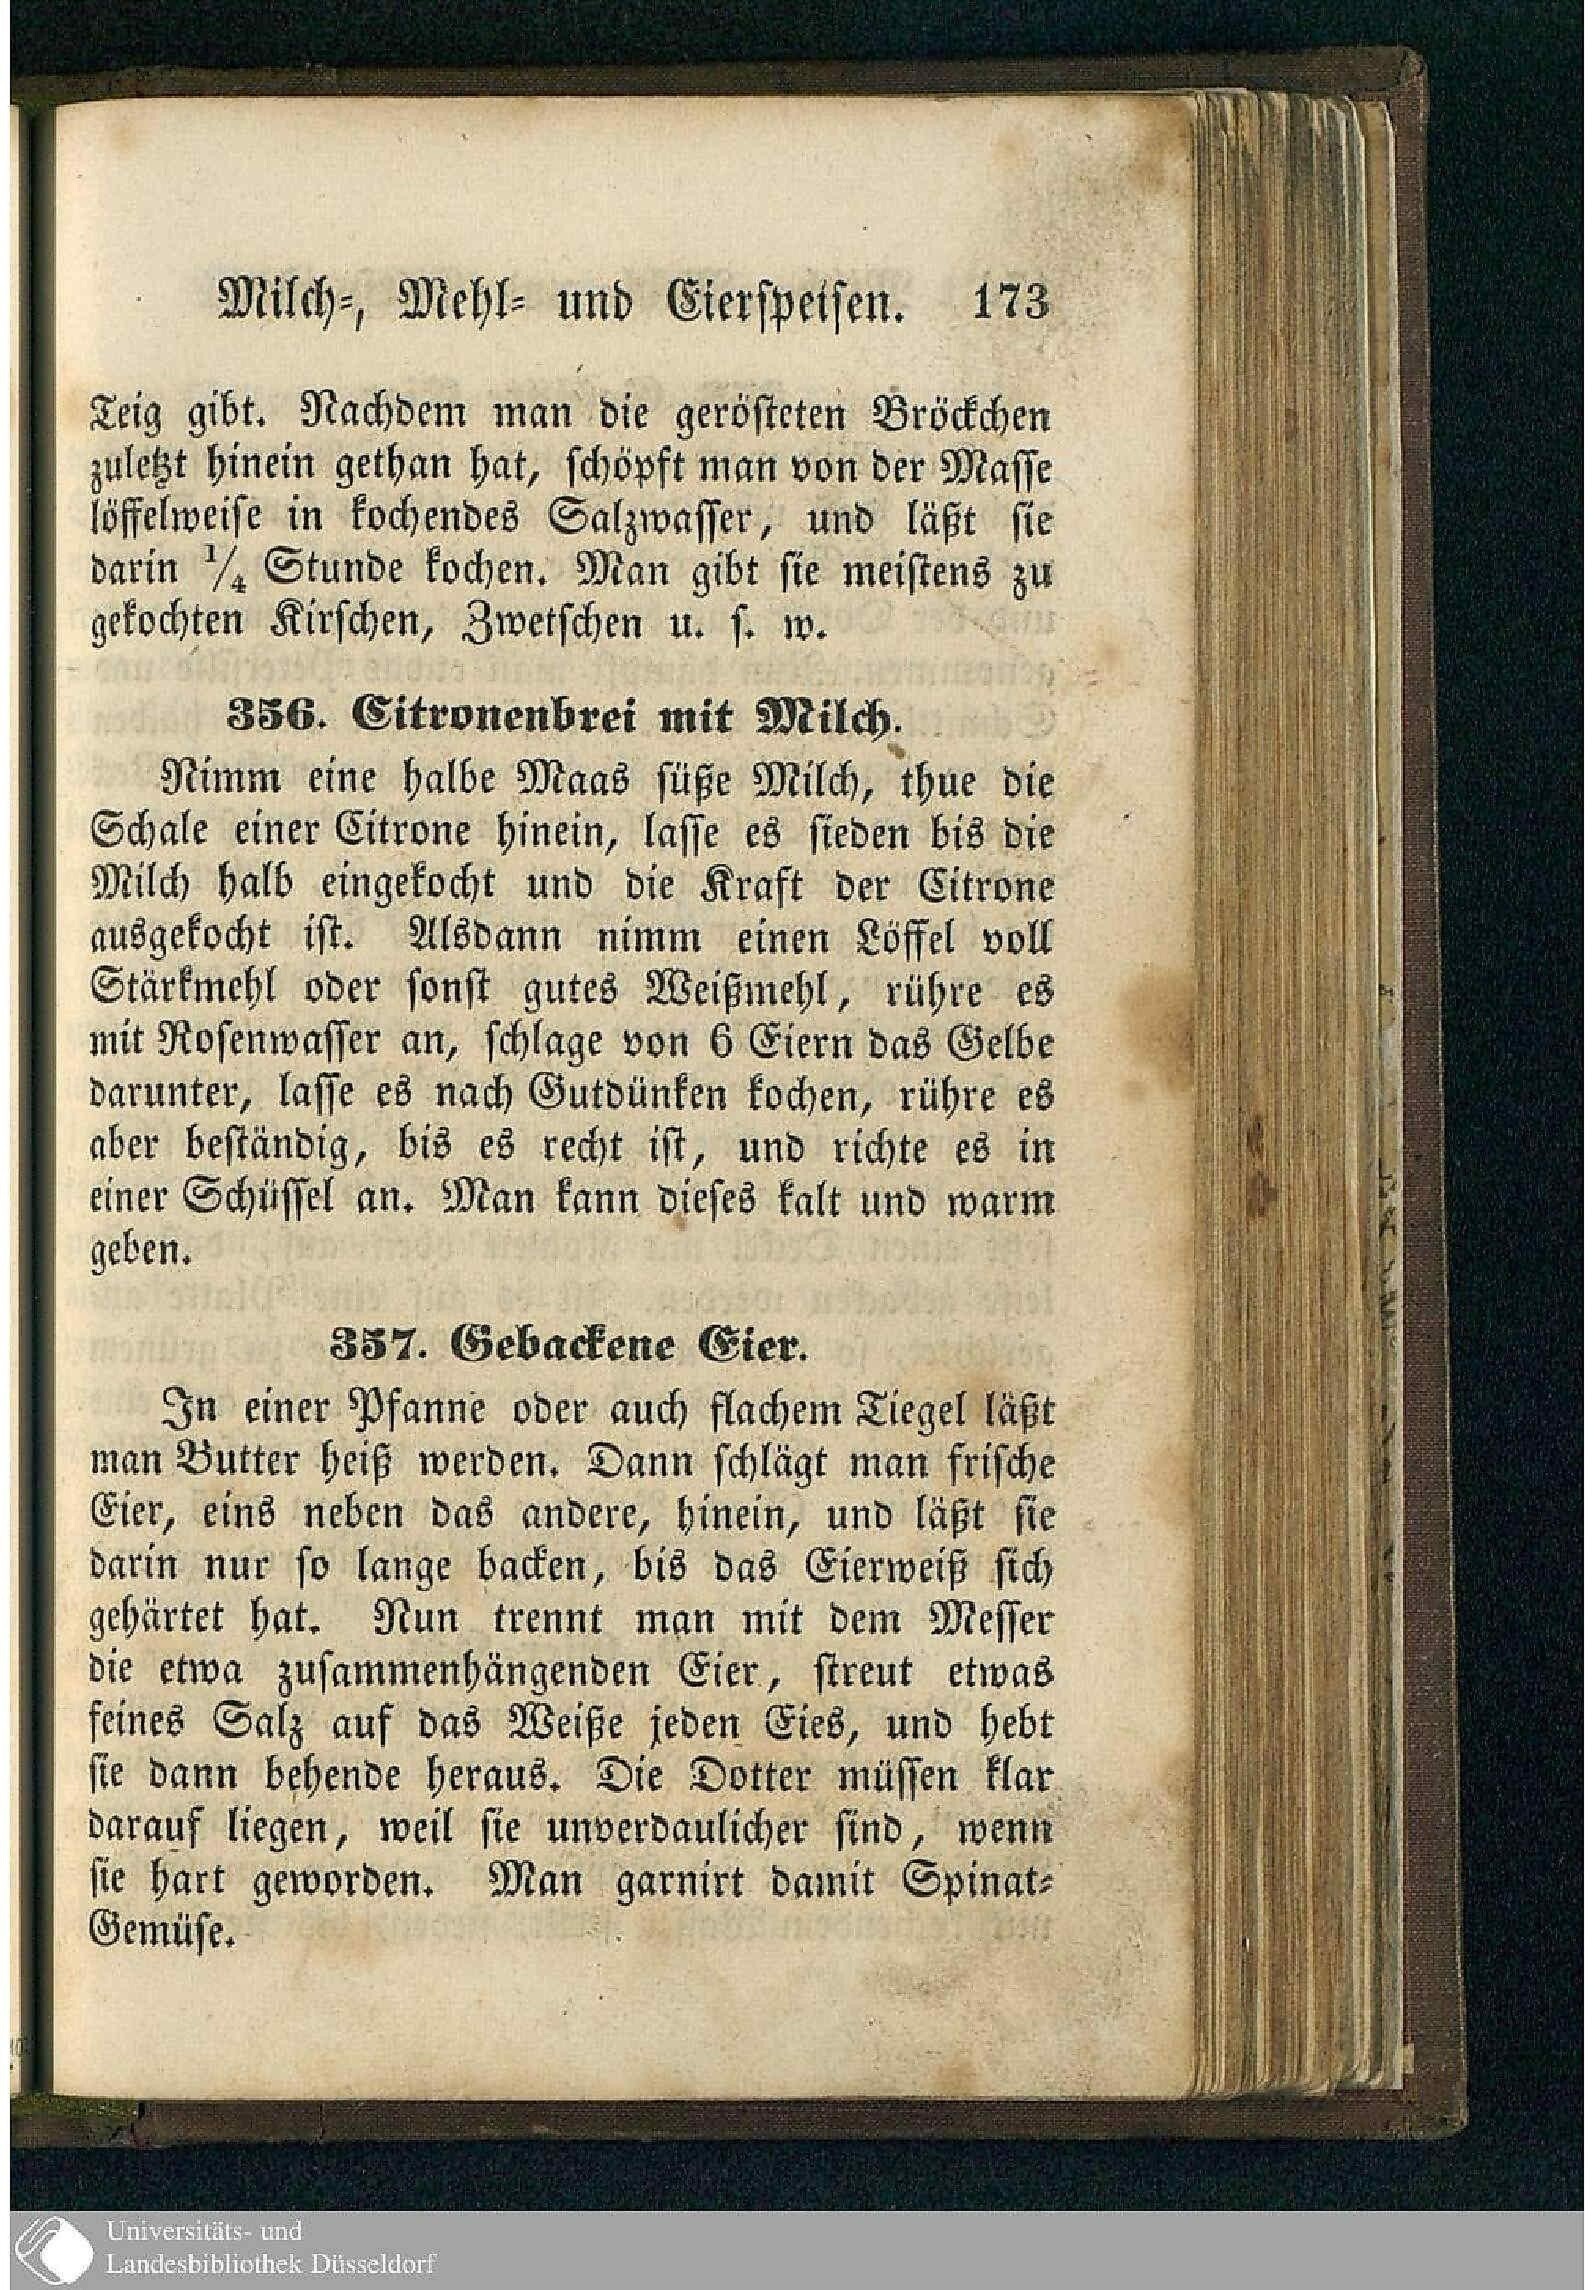 Milch-, Mehl- und Eierspeisen. 173
Teig gibt. Nachdem man die gerösteten Bröckchen
zuletzt hinein gethan hat, schöpft man von der Masse
löffelweise in kochendes Salzwasser, und läßt sie
darin 1/4 Stunde kochen. Man gibt sie meistens zu
gekochten Kirschen, Zwetschen u. s. w.
356. Citronenbrei mit Milch.
Nimm eine halbe Maas süße Milch, thue die
Schale einer Citrone hinein, lasse es sieden bis die
Milch halb eingekocht und die Kraft der Citrone
ausgekocht ist. Alsdann nimm einen Löffel voll
Stärkmehl oder sonst gutes Weißmehl, rühre es
mit Rosenwasser an, schlage von 6 Eiern das Gelbe
darunter, lasse es nach Gutdünken kochen, rühre es
aber beständig, bis es recht ist, und richte es in
einer Schüssel an. Man kann dieses kalt und warm
geben.
357. Gebackene Eier.
In einer Pfanne oder auch flachem Tiegel läßt
man Butter heiß werden. Dann schlägt man frische
Eier, eins neben das andere, hinein, und läßt sie
darin nur so lange backen, bis das Eierweiß sich
gehärtet hat. Nun trennt man mit dem Messer
die etwa zusammenhängenden Eier, streut etwas
feines Salz auf das Weiße jeden Eies, und hebt
sie dann behende heraus. Die Dotter müssen klar
darauf liegen, weil sie unverdaulicher sind, wenn
sie hart geworden. Man garnirt damit Spinat-
Gemüse.
Universitäts- und
Landesbibliothek Düsseldorf